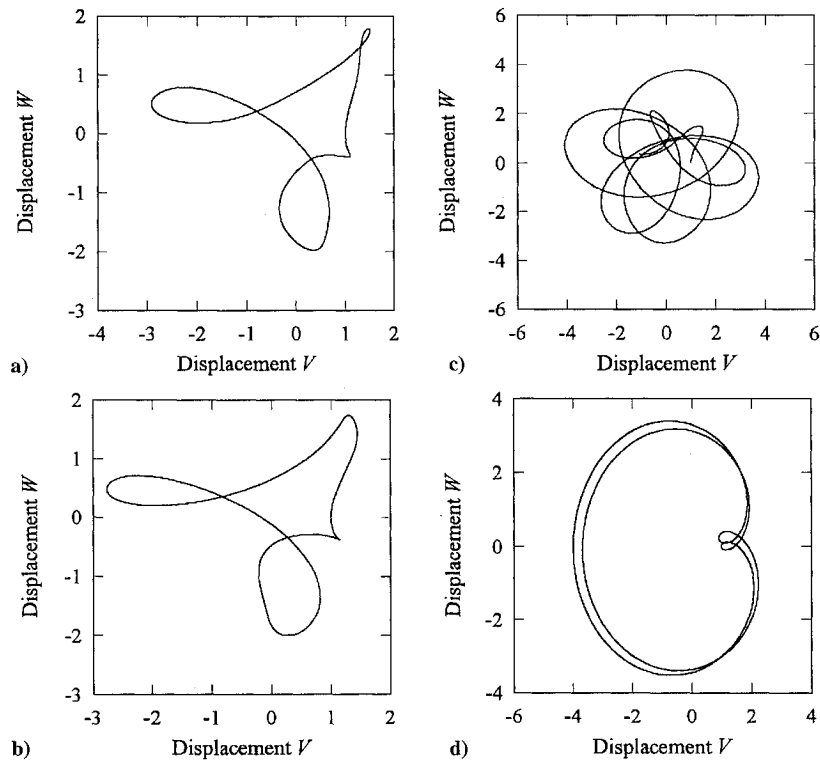 2
1
0
-1
-2
-3
Displacement W
-4 -3 -2 -1 0 1 2
Displacement V
a)
6
4
2
0
-2
-4
-6
Displacement W
-6 -4 -2 0 2 4 6
Displacement V
c)
2
1
0
-1
-2
-3
Displacement W
-3 -2 -1 0 1 2
Displacement V
b)
4
2
0
-2
-4
Displacement W
-6 -4 -2 0 2 4
Displacement V
d)